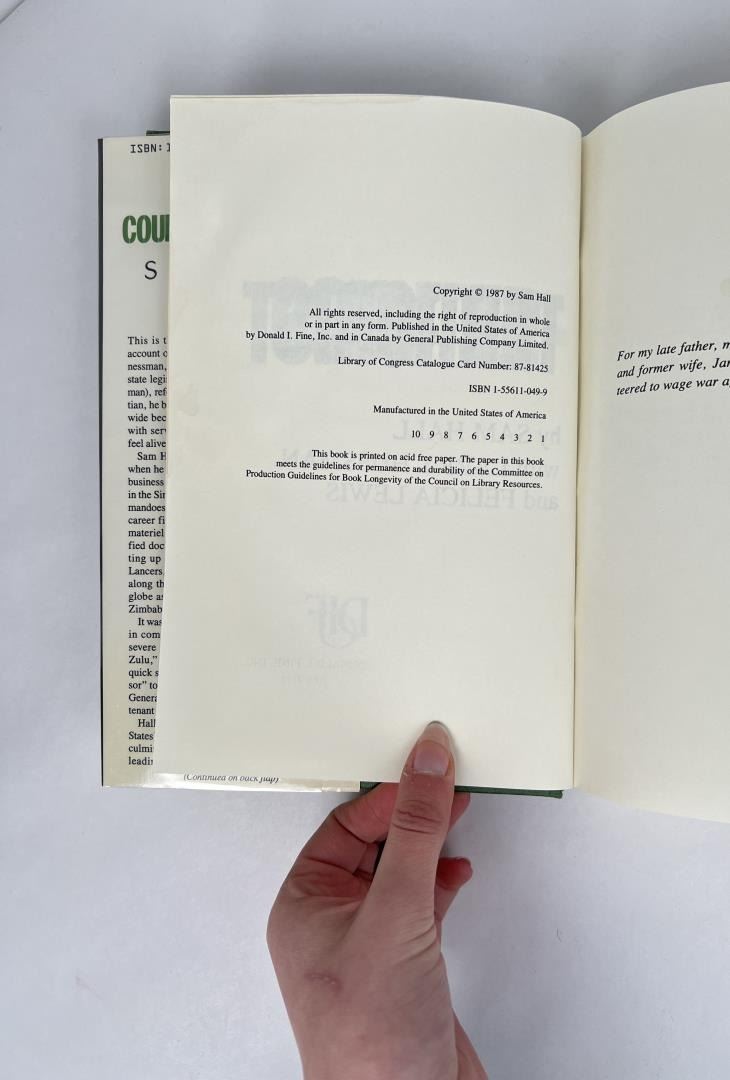 ISBN:
COU
S
This is t
account o
nessman,
state legi
man), ref
tian, he b
wide bec
with ser
feel alive
Sam H
when he
business
in the Sin
mandoes
career fi
materiel
fied doc
ting up
Lancers
along th
globe a
Zimbab
It was
in com
severe
Zulu,"
quick s
sor" to
Genera
tenant
Hall
States
culmi
leadi
(Continued on back flap)
Copyright © 1987 by Sam Hall
All rights reserved, including the right of reproduction in whole
or in part in any form. Published in the United States of America
by Donald I. Fine, Inc. and in Canada by General Publishing Company Limited.
Library of Congress Catalogue Card Number: 87-81425
ISBN 1-55611-049-9
Manufactured in the United States of America
10 9 8 7 6 5 4 3 2 1
This book is printed on acid free paper. The paper in this book
meets the guidelines for permanence and durability of the Committee on
Production Guidelines for Book Longevity of the Council on Library Resources.
For my late father, m
and former wife, Jan
teered to wage war a